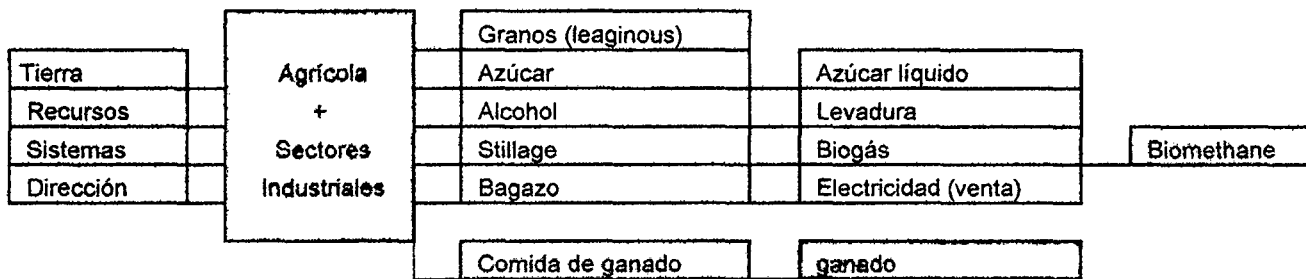 Granos (leaginous)
Tierra Agrícola Azúcar Azúcar líquido
Recursos + Alcohol Levadura
Sistemas Sectores Stillage Biogás Biomethane
Dirección Industriales Bagazo Electricidad (venta)
Comida de ganado ganado